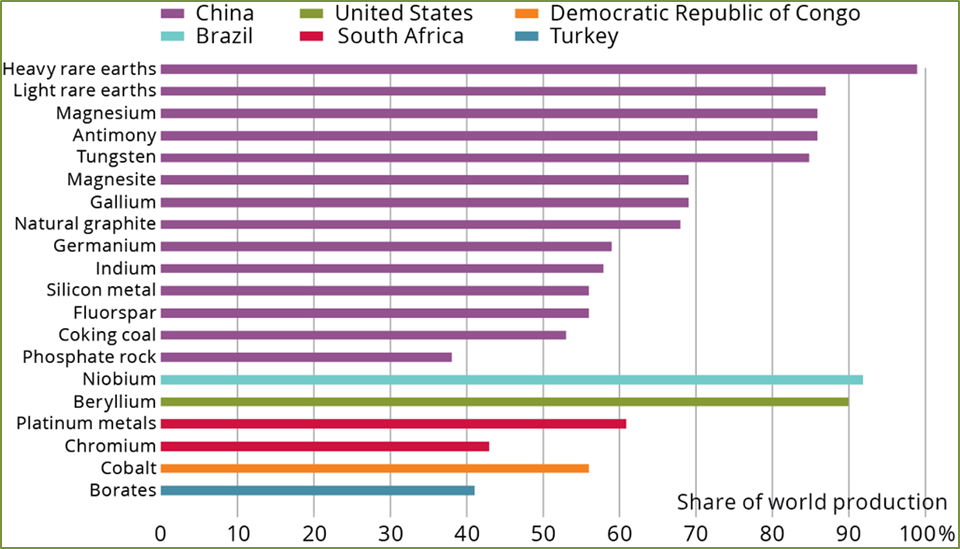 China United States Democratic Republic of Congo
Brazil South Africa Turkey
Heavy rare earths
Light rare earths
Magnesium
Antimony
Tungsten
Magnesite
Gallium
Natural graphite
Germanium
Indium
Silicon metal
Fluorspar
Coking coal
Phosphate rock
Niobium
Beryllium
Platinum metals
Chromium
Cobalt
Borates
Share of world production
0 10 20 30 40 50 60 70 80 90 100%